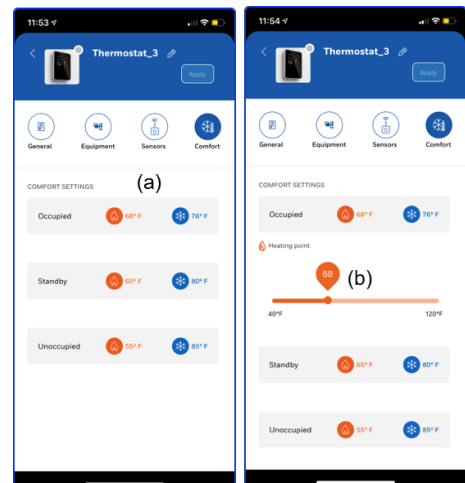 11:53
Thermostat_3
Apply
General Equipment Sensors Comfort
COMFORT SETTINGS
(a)
Occupied 68° F 76° F
Standby 65° F 80° F
Unoccupied 55° F 85° F
11:54
Thermostat_3
Apply
General Equipment Sensors Comfort
COMFORT SETTINGS
Occupied 68° F 76° F
Heating point
68
(b)
40°F 120°F
Standby 65° F 80° F
Unoccupied 55° F 85° F